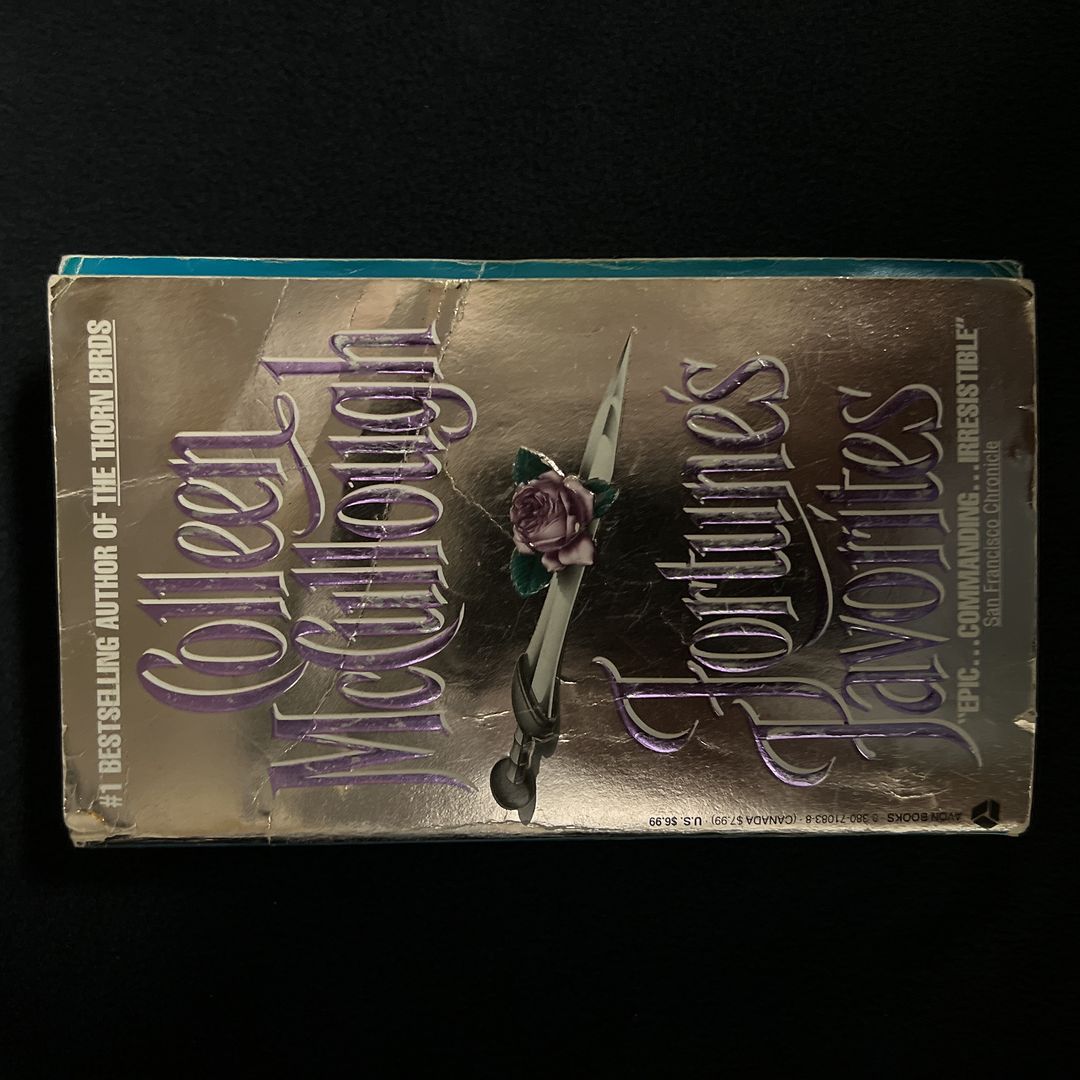 #1 BESTSELLING AUTHOR OF THE THORN BIRDS
Colleen
McCullough
Fortune's
Favorites
"EPIC...COMMANDING...IRRESISTIBLE"
San Francisco Chronicle
AVON BOOKS · 0-380-71083-8 · (CANADA $7.99) · U.S. $6.99